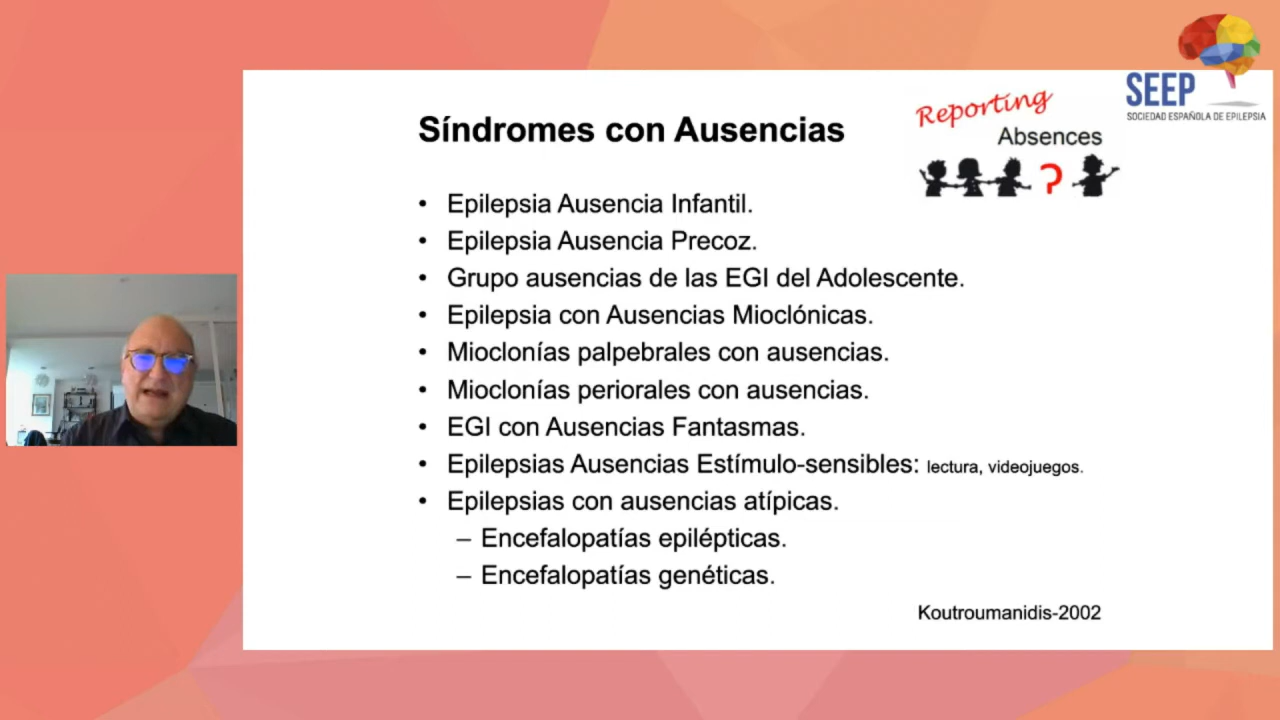 SEEP
SOCIEDAD ESPAÑOLA DE EPILEPSIA
Reporting
Absences
?
Síndromes con Ausencias
• Epilepsia Ausencia Infantil.
• Epilepsia Ausencia Precoz.
• Grupo ausencias de las EGI del Adolescente.
• Epilepsia con Ausencias Mioclónicas.
• Mioclonías palpebrales con ausencias.
• Mioclonías periorales con ausencias.
• EGI con Ausencias Fantasmas.
• Epilepsias Ausencias Estímulo-sensibles: lectura, videojuegos.
• Epilepsias con ausencias atípicas.
– Encefalopatías epilépticas.
– Encefalopatías genéticas.
Koutroumanidis-2002